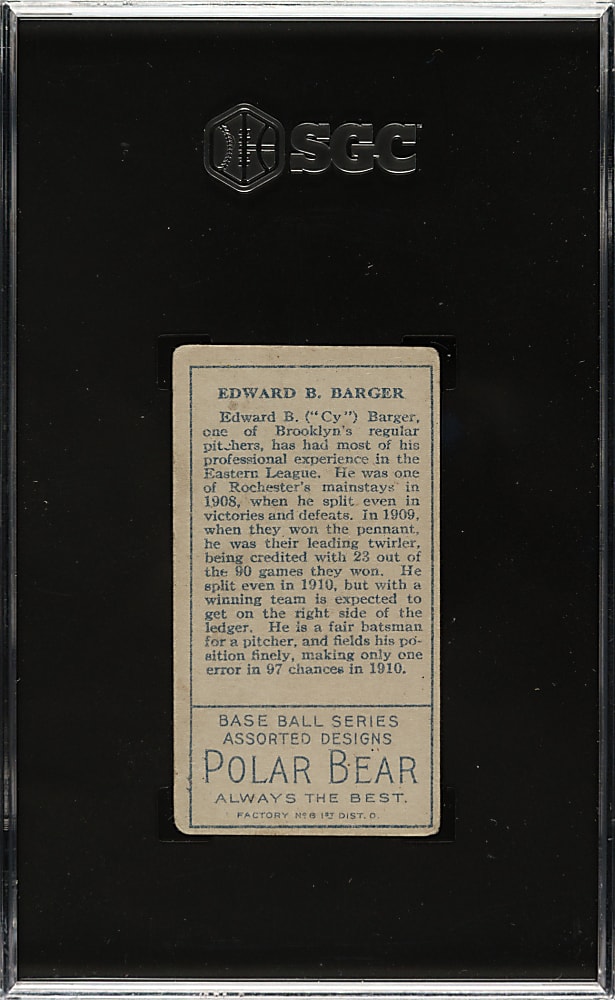 SGC
EDWARD B. BARGER
Edward B. ("Cy") Barger,
one of Brooklyn's regular
pitchers, has had most of his
professional experience in the
Eastern League. He was one
of Rochester's mainstays in
1908, when he split even in
victories and defeats. In 1909,
when they won the pennant,
he was their leading twirler,
being credited with 23 out of
the 90 games they won. He
split even in 1910, but with a
winning team is expected to
get on the right side of the
ledger. He is a fair batsman
for a pitcher, and fields his po-
sition finely, making only one
error in 97 chances in 1910.
BASE BALL SERIES
ASSORTED DESIGNS
POLAR BEAR
ALWAYS THE BEST.
FACTORY Nº 6 1ST DIST. O.